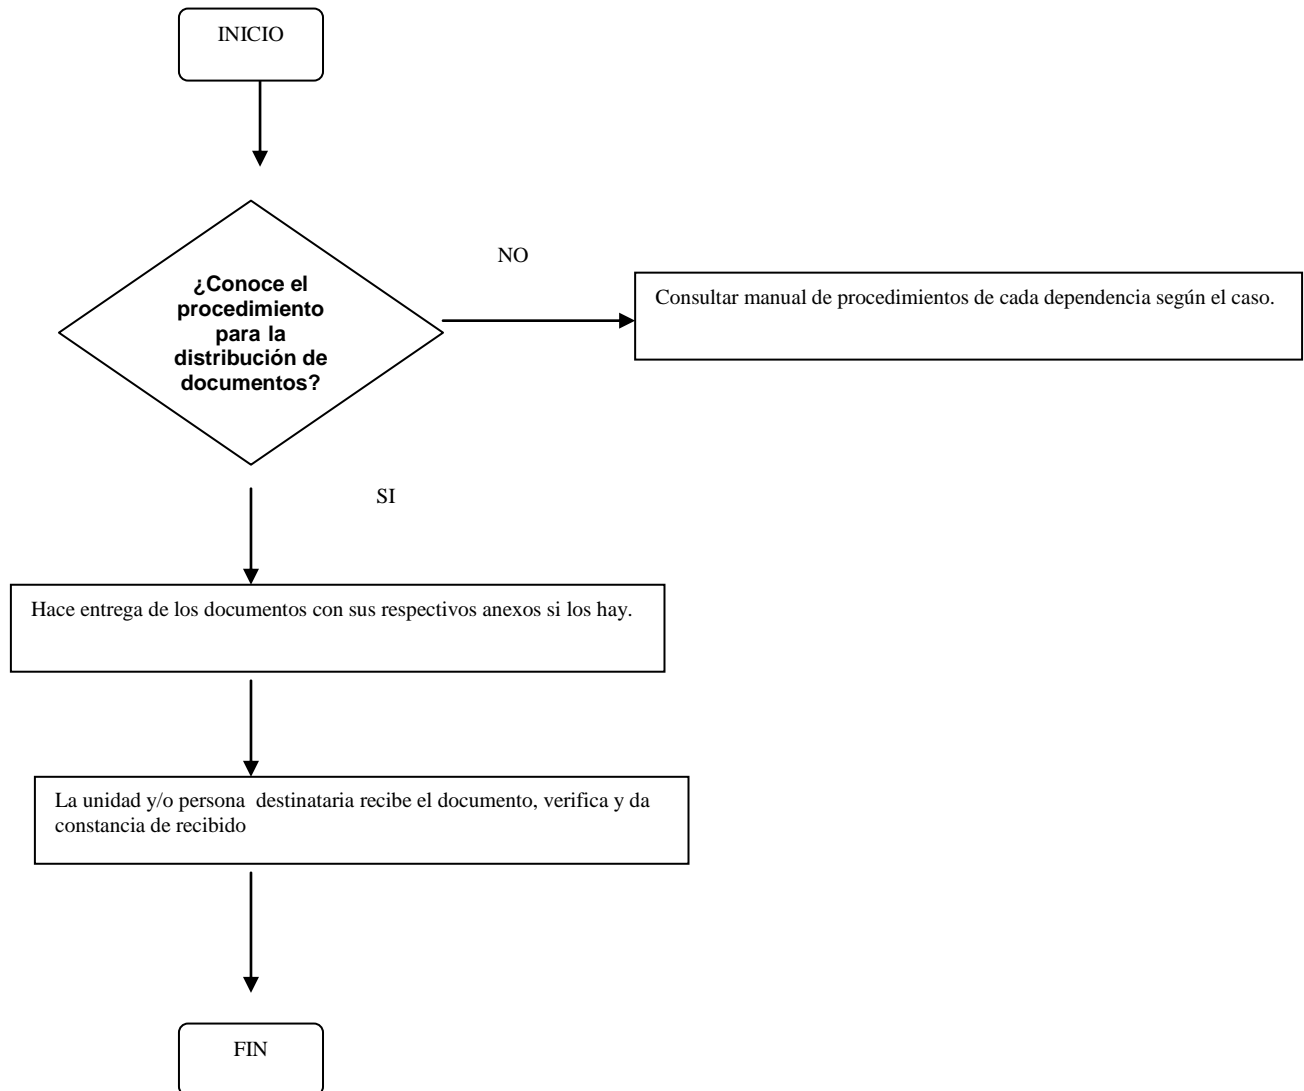 INICIO
NO
¿Conoce el
procedimiento
para la
distribución de
documentos?
Consultar manual de procedimientos de cada dependencia según el caso.
SI
Hace entrega de los documentos con sus respectivos anexos si los hay.
La unidad y/o persona  destinataria recibe el documento, verifica y da
constancia de recibido
FIN